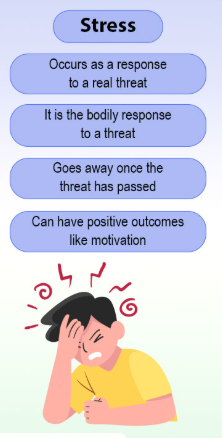 Stress
Occurs as a response
to a real threat
It is the bodily response
to a threat
Goes away once the
threat has passed
Can have positive outcomes
like motivation